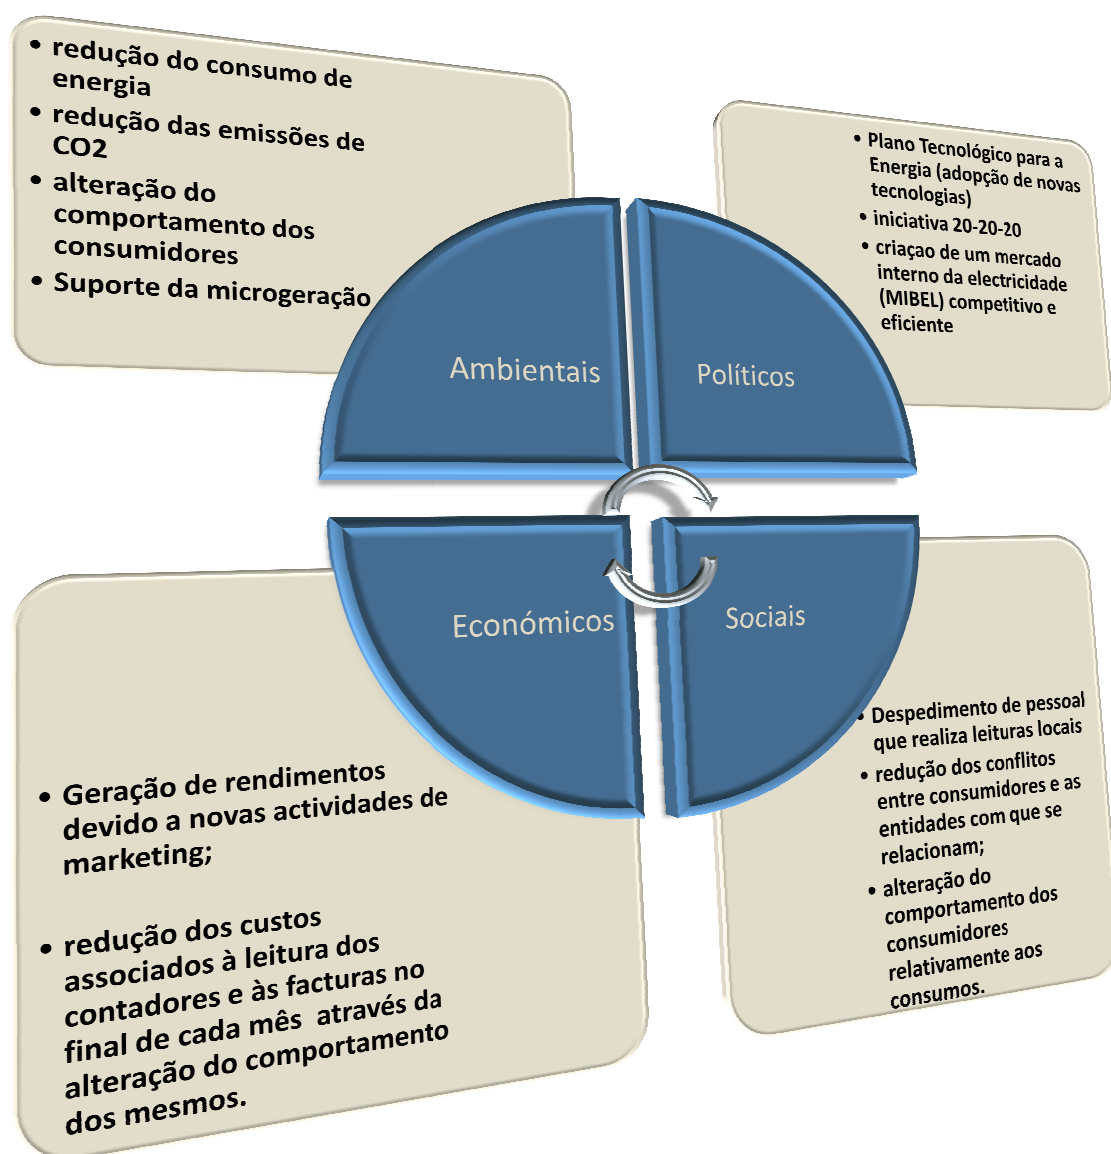 • redução do consumo de
energia
• redução das emissões de
CO2
• alteração do
comportamento dos
consumidores
• Suporte da microgeração
• Plano Tecnológico para a
Energia (adopção de novas
tecnologias)
• iniciativa 20-20-20
• criaçao de um mercado
interno da electricidade
(MIBEL) competitivo e
eficiente
Ambientais
Políticos
Económicos
Sociais
• Geração de rendimentos
devido a novas actividades de
marketing;
• redução dos custos
associados à leitura dos
contadores e às facturas no
final de cada mês através da
alteração do comportamento
dos mesmos.
• Despedimento de pessoal
que realiza leituras locais
• redução dos conflitos
entre consumidores e as
entidades com que se
relacionam;
• alteração do
comportamento dos
consumidores
relativamente aos
consumos.